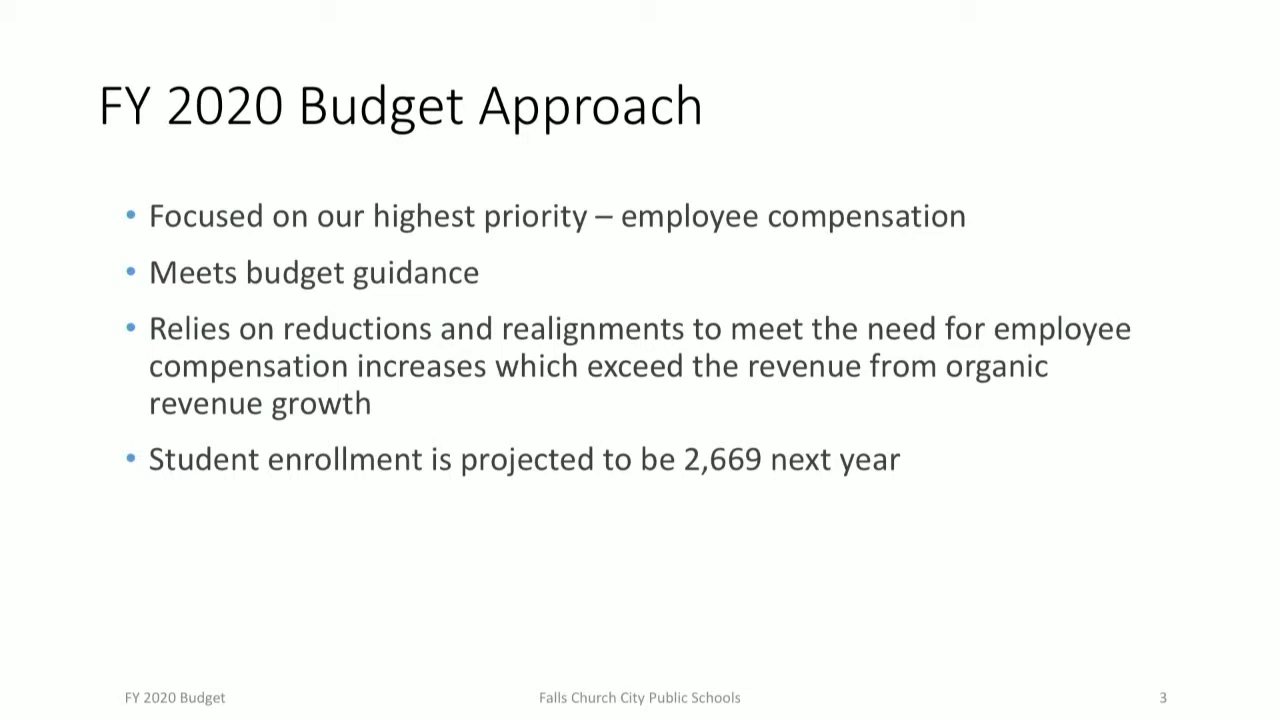 FY 2020 Budget Approach
• Focused on our highest priority – employee compensation
• Meets budget guidance
• Relies on reductions and realignments to meet the need for employee
compensation increases which exceed the revenue from organic
revenue growth
• Student enrollment is projected to be 2,669 next year
FY 2020 Budget
Falls Church City Public Schools
3